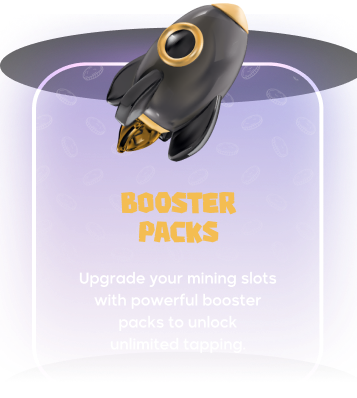 BOOSTER
PACKS
Upgrade your mining slots
with powerful booster
packs to unlock
unlimited tapping.